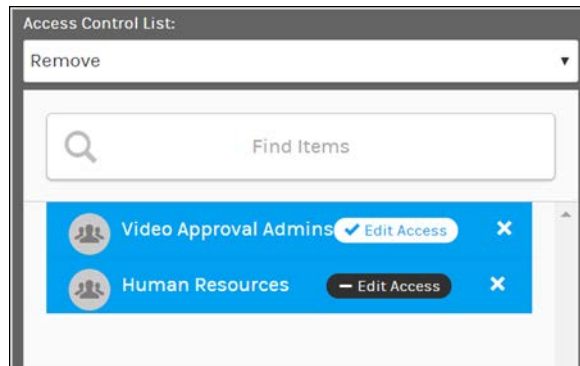 Access Control List:
Remove
Find Items
Video Approval Admins Edit Access
Human Resources Edit Access